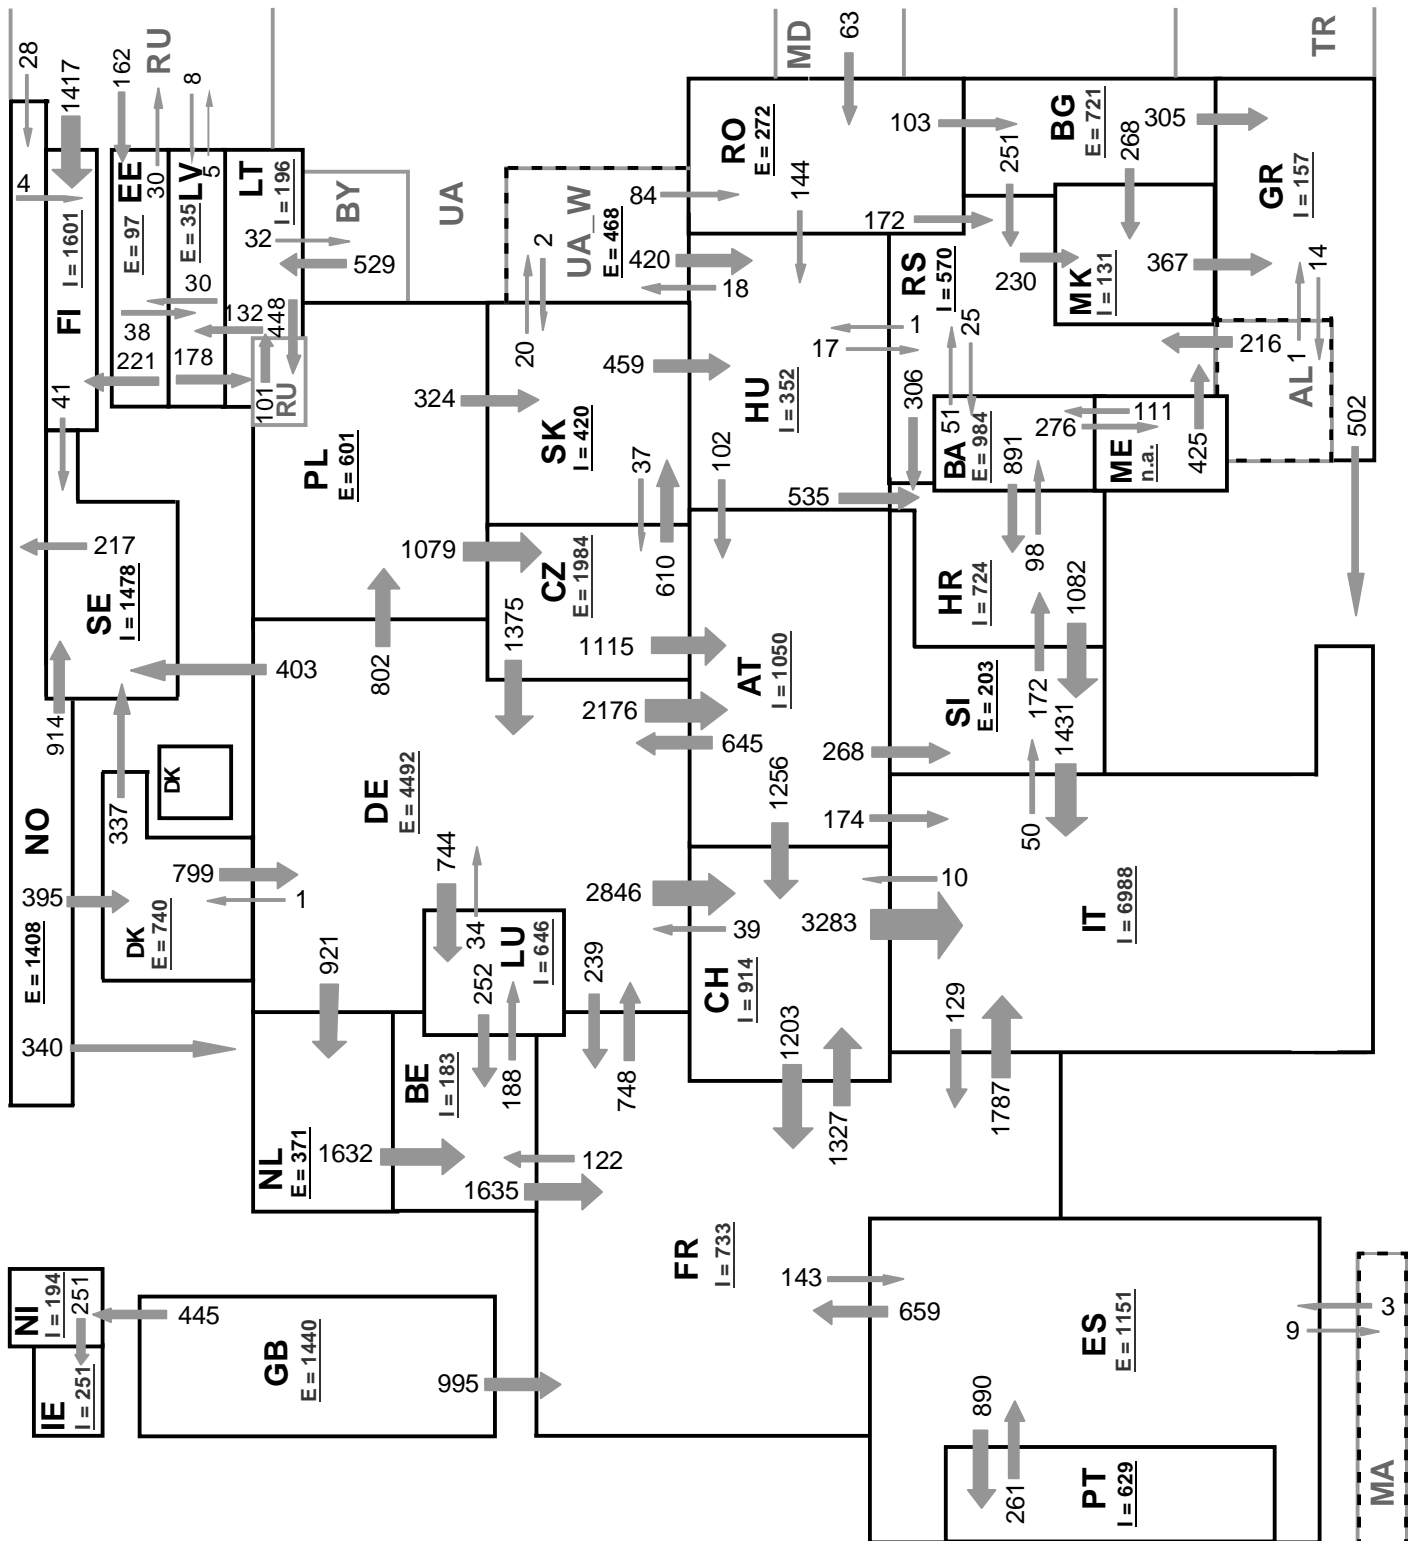 28
1417
4
FI
I = 1601
41
162
RU
8
EE
E = 97
30
LV
E = 35
5
LT
I = 196
32
529
BY
UA
30
38
132
448
221
178
101
RU
UA_W
E = 468
2
20
84
420
18
MD
63
RO
E = 272
103
144
172
BG
E = 721
251
268
305
TR
GR
I = 157
230
MK
I = 131
367
14
RS
I = 570
1
17
25
306
51
216
1
AL
502
BA
E = 984
276
111
891
ME
n.a.
425
PL
E = 601
324
SK
I = 420
459
HU
I = 352
37
102
535
98
1079
CZ
E = 1984
610
HR
I = 724
1082
217
SE
I = 1478
403
802
1375
1115
AT
I = 1050
172
SI
E = 203
914
337
DK
2176
645
268
1431
NO
E = 1408
DE
E = 4492
1256
174
50
395
799
1
DK
E = 740
744
34
LU
I = 646
2846
39
3283
10
IT
I = 6988
340
921
252
239
CH
I = 914
129
1203
BE
I = 183
188
748
1327
1787
NL
E = 371
1632
1635
122
FR
I = 733
NI
I = 194
251
445
IE
I = 251
GB
E = 1440
995
143
659
ES
E = 1151
3
9
890
261
PT
I = 629
MA